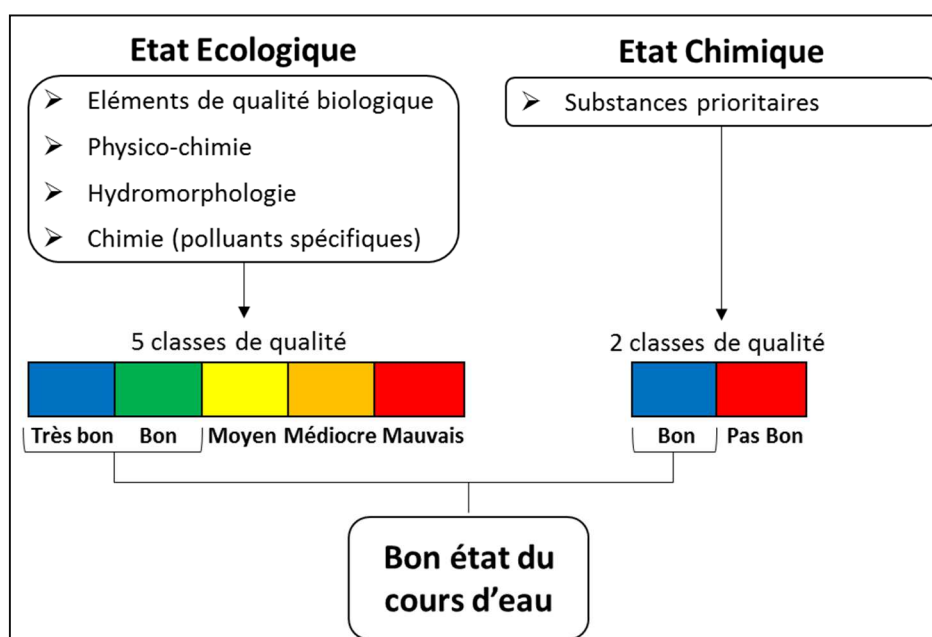 Etat Ecologique
➢ Eléments de qualité biologique
➢ Physico-chimie
➢ Hydromorphologie
➢ Chimie (polluants spécifiques)
5 classes de qualité
Très bon Bon Moyen Médiocre Mauvais
Etat Chimique
➢ Substances prioritaires
2 classes de qualité
Bon Pas Bon
Bon état du
cours d’eau